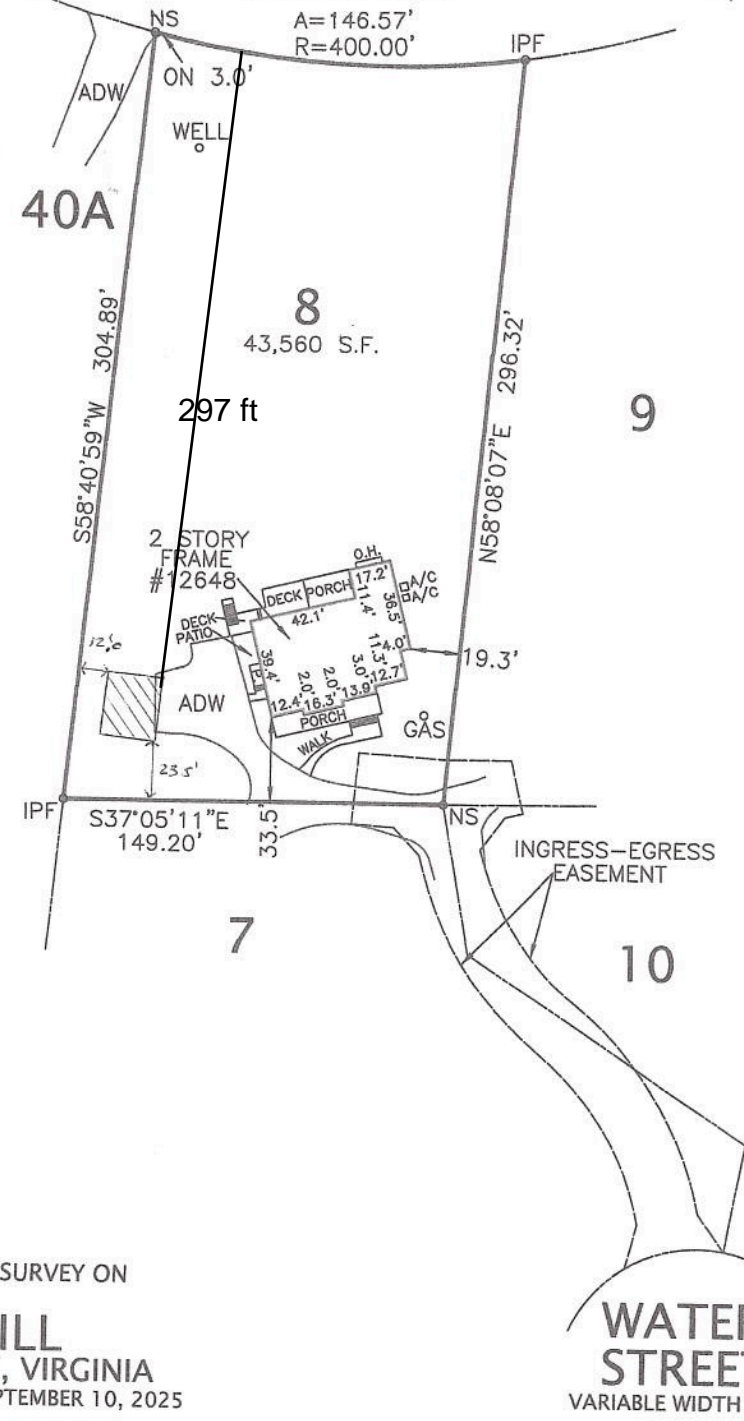 NS
A=146.57'
R=400.00'
IPF
ADW
ON 3.0'
WELL
40A
8
43,560 S.F.
S58°40'59"W 304.89'
N58°08'07"E 296.32'
297 ft
9
2 STORY
FRAME
#12648
O.H.
DECK
PORCH
17.2'
11.4'
A/C
A/C
36.5'
42.1'
DECK
PATIO
39.4'
11.3'
4.0'
19.3'
12.0
3.0'
12.7'
2.0'
2.0'
13.9'
16.3'
12.4'
ADW
PORCH
WALK
GAS
23.5'
33.5'
IPF
S37°05'11"E
149.20'
NS
INGRESS-EGRESS
EASEMENT
7
10
SURVEY ON
ILL
, VIRGINIA
PTEMBER 10, 2025
WATE
STREE
VARIABLE WIDTH